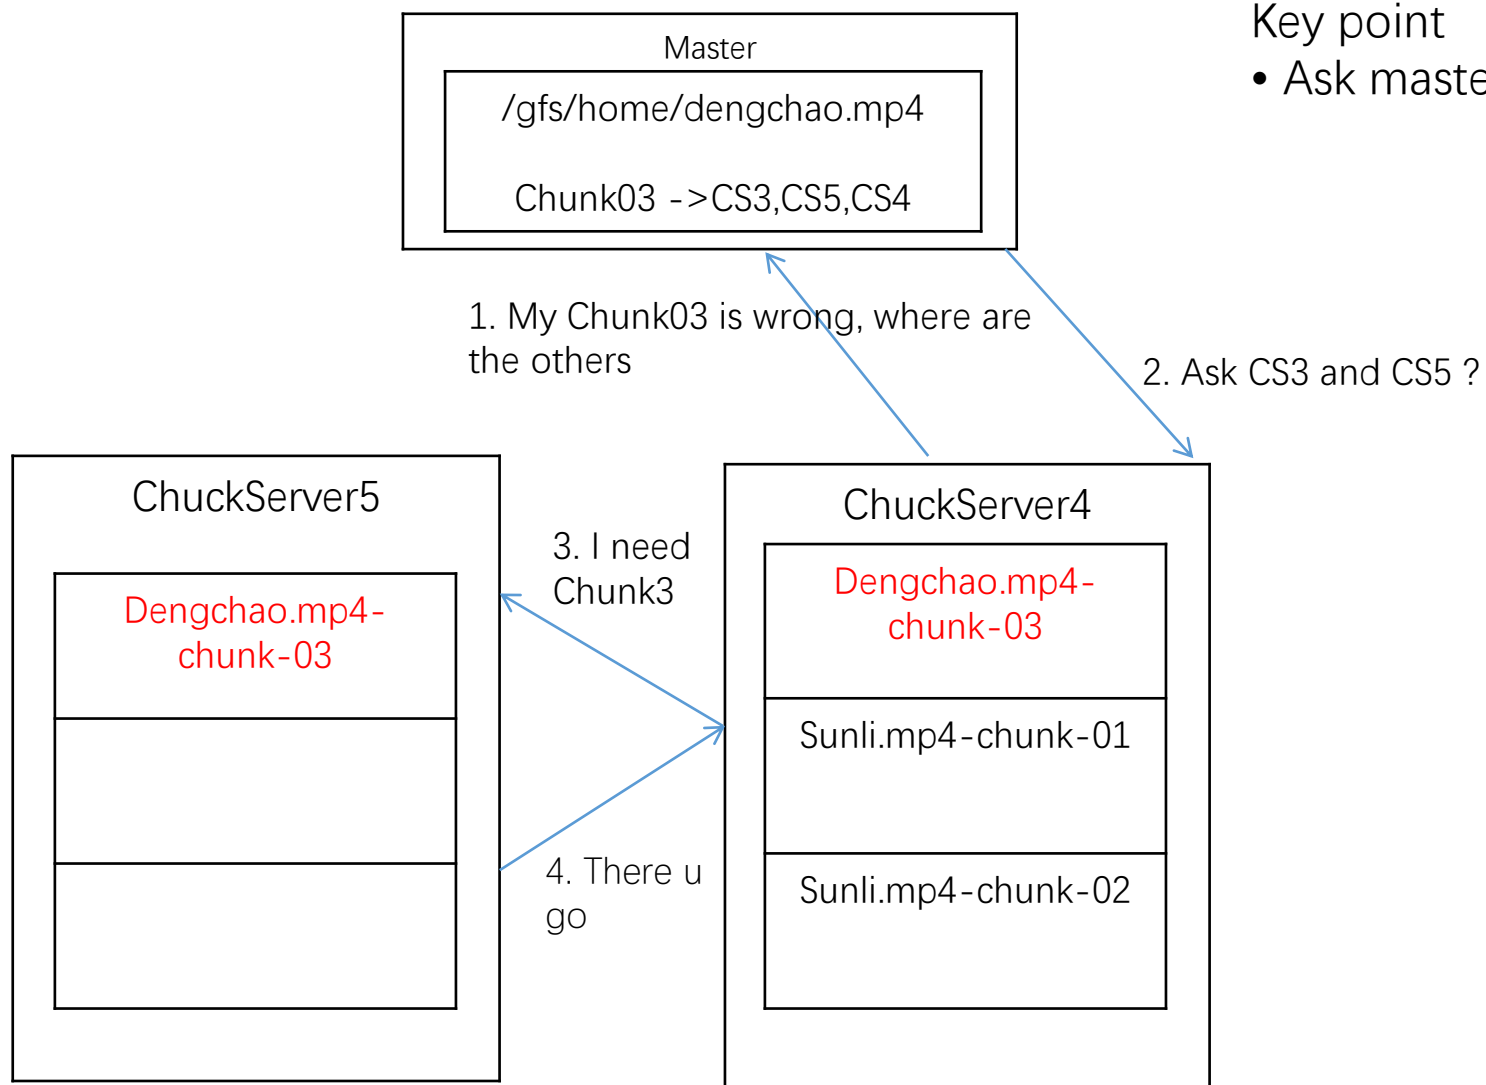 Master
/gfs/home/dengchao.mp4
Chunk03 ->CS3,CS5,CS4
Key point
• Ask maste
1. My Chunk03 is wrong, where are
the others
2. Ask CS3 and CS5 ?
ChuckServer5
Dengchao.mp4-
chunk-03
3. I need
Chunk3
4. There u
go
ChuckServer4
Dengchao.mp4-
chunk-03
Sunli.mp4-chunk-01
Sunli.mp4-chunk-02